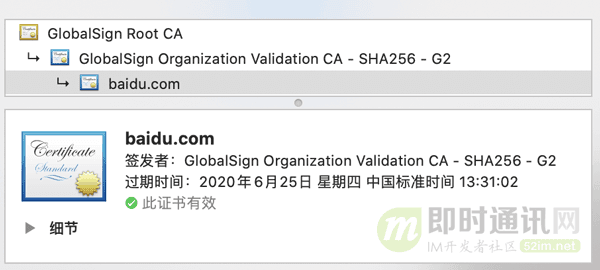 GlobalSign Root CA
GlobalSign Organization Validation CA - SHA256 - G2
baidu.com
Certificate
Standard
baidu.com
签发者：GlobalSign Organization Validation CA - SHA256 - G2
过期时间：2020年6月25日 星期四 中国标准时间 13:31:02
此证书有效
细节
即时通讯网
IM开发者社区 52im.net